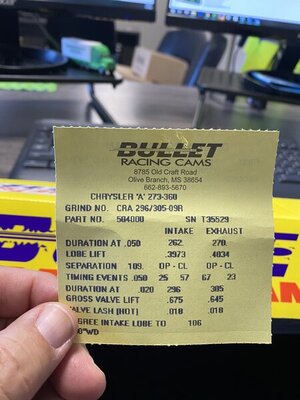 BULLET
RACING CAMS
8785 Old Craft Road
Olive Branch, MS 38654
662-893-5670
CHRYSLER 'A' 273-360
GRIND NO. CRA 296/305-09R
PART NO. 504000 SN T35529
INTAKE EXHAUST
DURATION AT .050 262. 270.
LOBE LIFT .3973 .4034
SEPARATION 109. OP - CL OP - CL
TIMING EVENTS .050 25 57 67 23
DURATION AT .020 296 305
GROSS VALVE LIFT .675 .645
VALVE LASH [HOT] .018 .018
DEGREE INTAKE LOBE TO 106